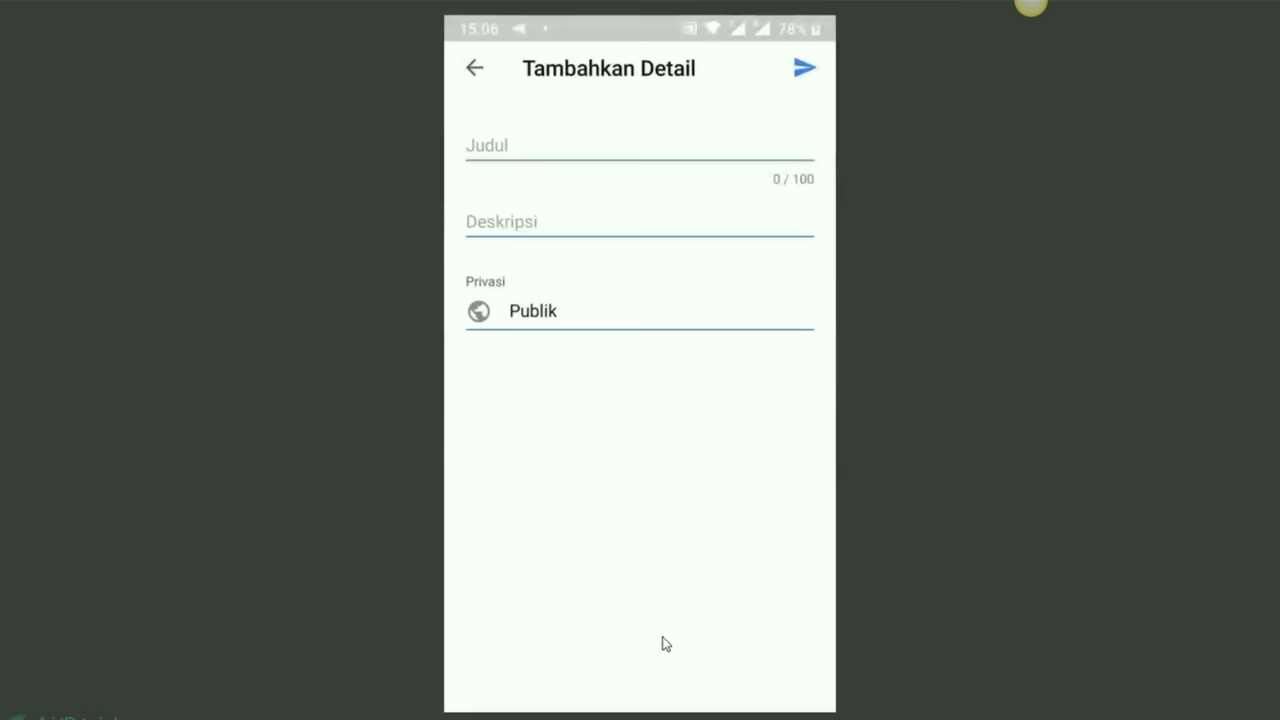 15.06 78%
Tambahkan Detail
Judul
0 / 100
Deskripsi
Privasi
Publik